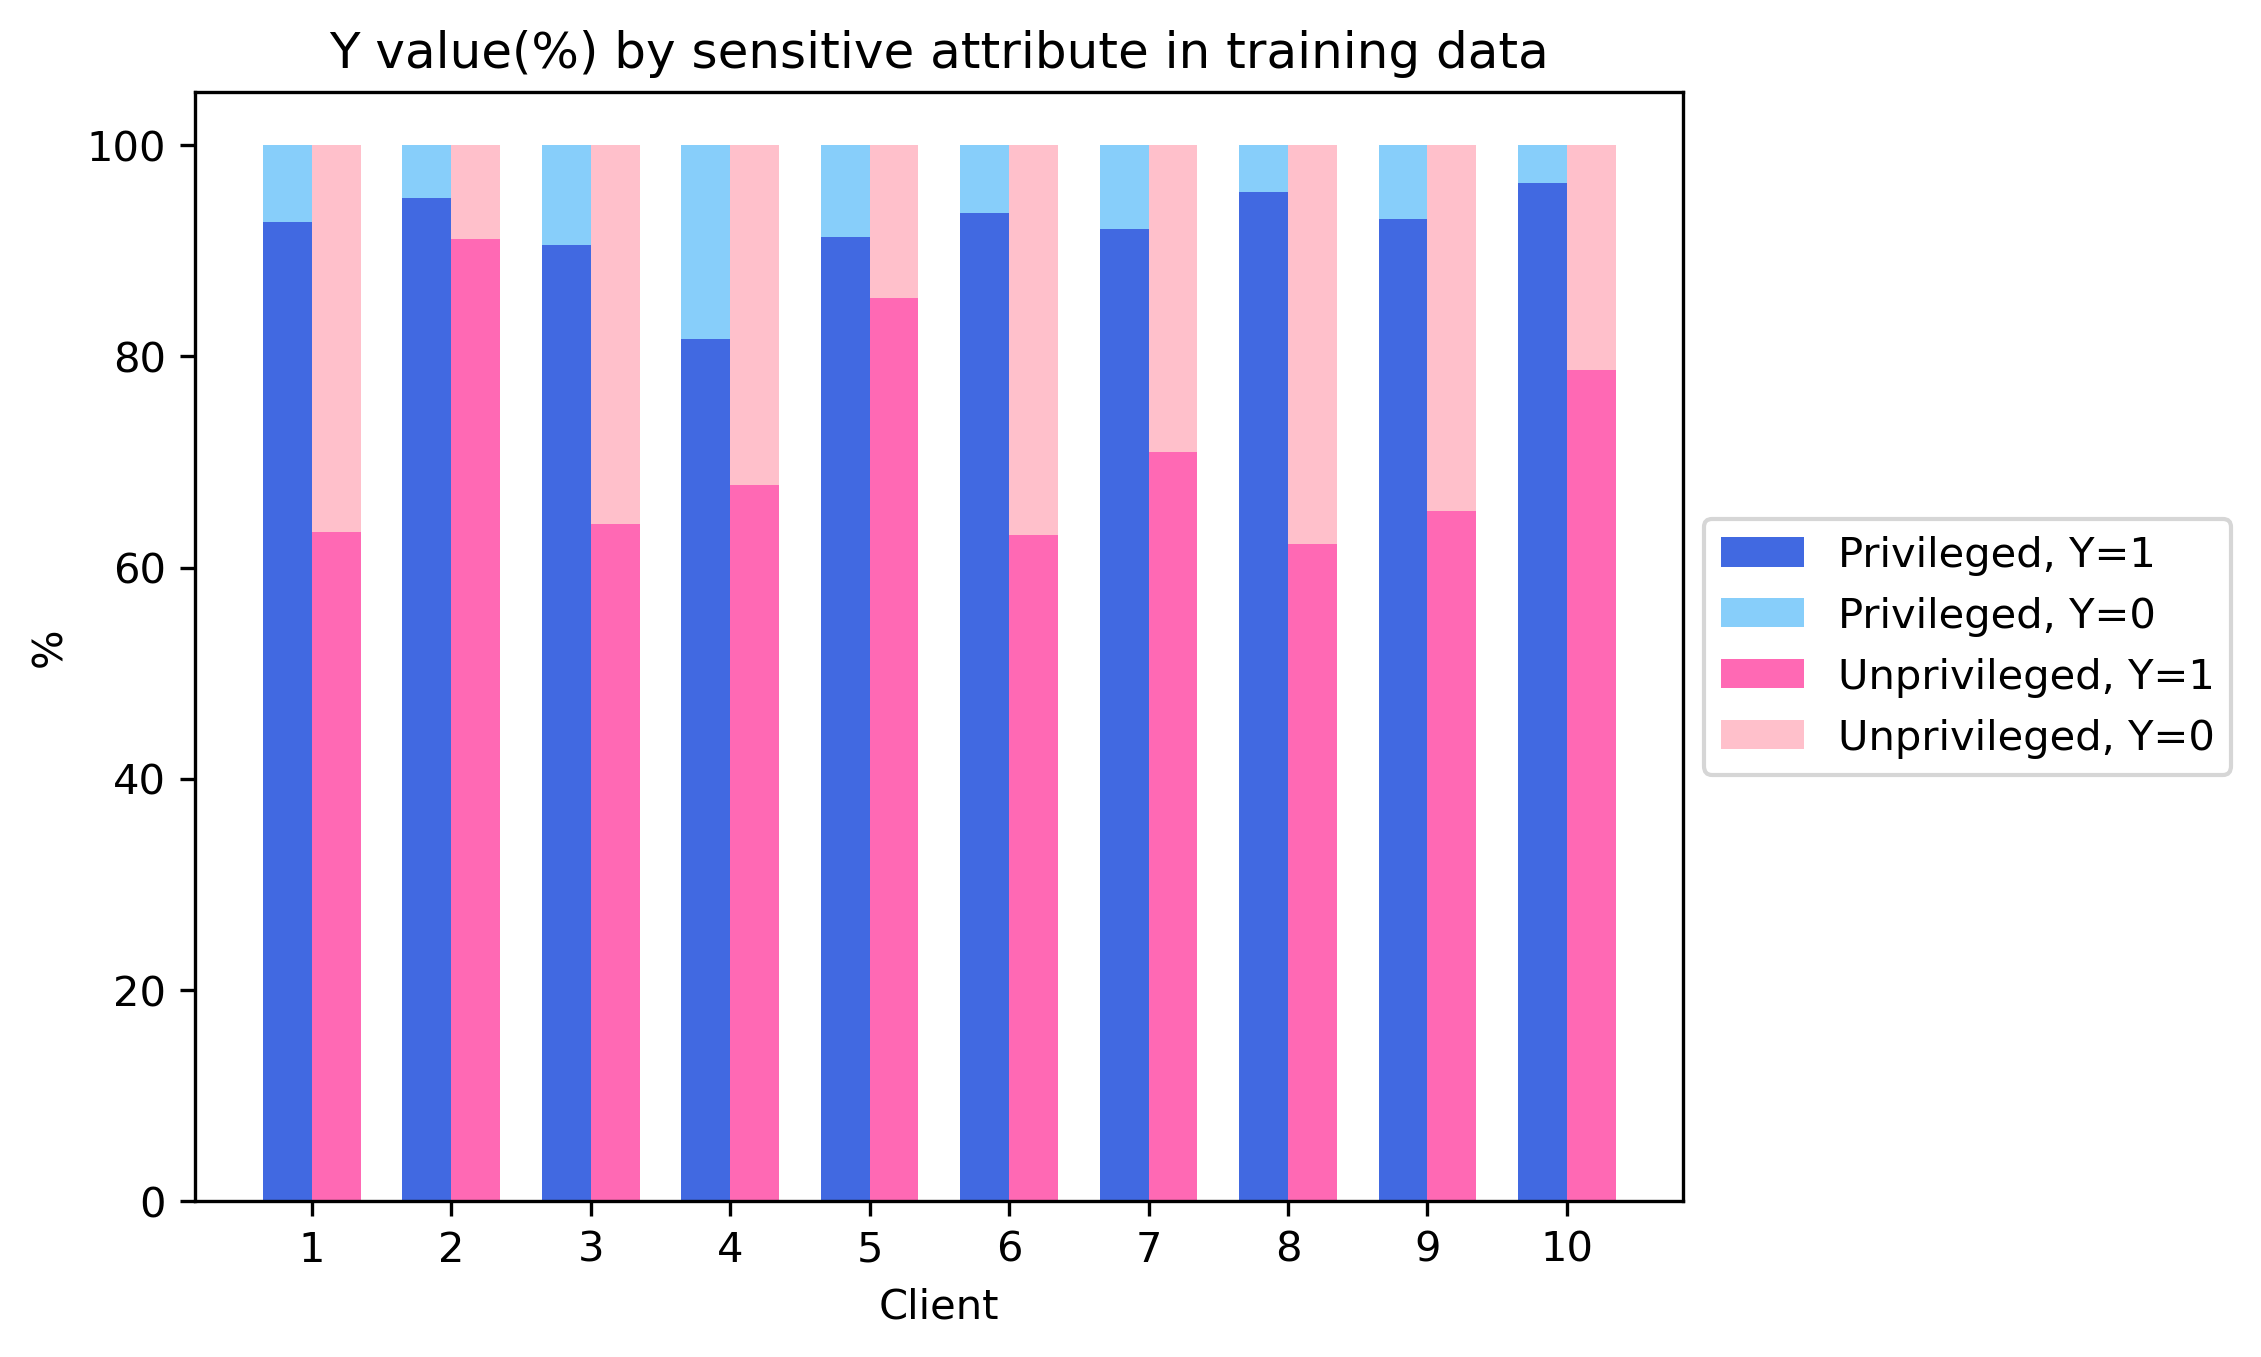 Y value(%) by sensitive attribute in training data
100
80
60
40
20
0
%
1 2 3 4 5 6 7 8 9 10
Client
Privileged, Y=1
Privileged, Y=0
Unprivileged, Y=1
Unprivileged, Y=0